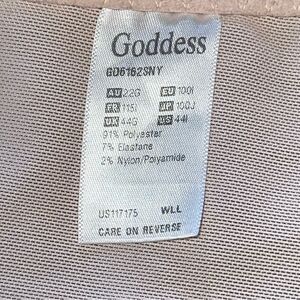 Goddess
GD6162SNY
AU 22G EU 100I
FR 115I MP 100J
UK 44G US 44I
91% Polyester
7% Elastane
2% Nylon/Polyamide
US117175 WLL
CARE ON REVERSE